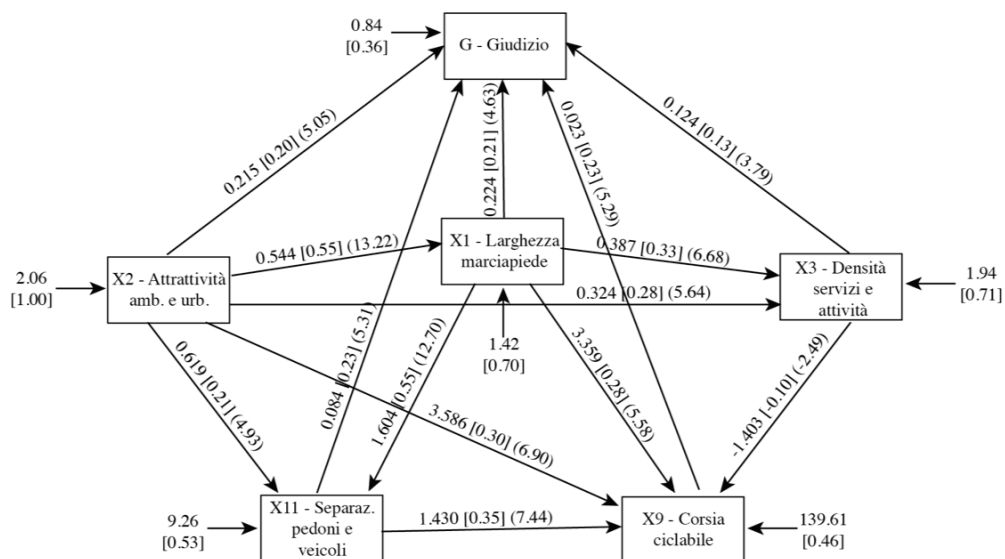 0.84
[0.36]
G - Giudizio
0.215 [0.20] (5.05)
0.224 [0.21] (4.63)
0.023 [0.23] (5.29)
0.124 [0.13] (3.79)
2.06
[1.00]
X2 - Attrattività
amb. e urb.
0.544 [0.55] (13.22)
X1 - Larghezza
marciapiede
0.387 [0.33] (6.68)
0.324 [0.28] (5.64)
X3 - Densità
servizi e
attività
1.94
[0.71]
1.42
[0.70]
0.619 [0.21] (4.93)
0.084 [0.23] (5.31)
1.604 [0.55] (12.70)
3.586 [0.30] (6.90)
3.359 [0.28] (5.58)
-1.403 [-0.10] (-2.49)
9.26
[0.53]
X11 - Separaz.
pedoni e
veicoli
1.430 [0.35] (7.44)
X9 - Corsia
ciclabile
139.61
[0.46]